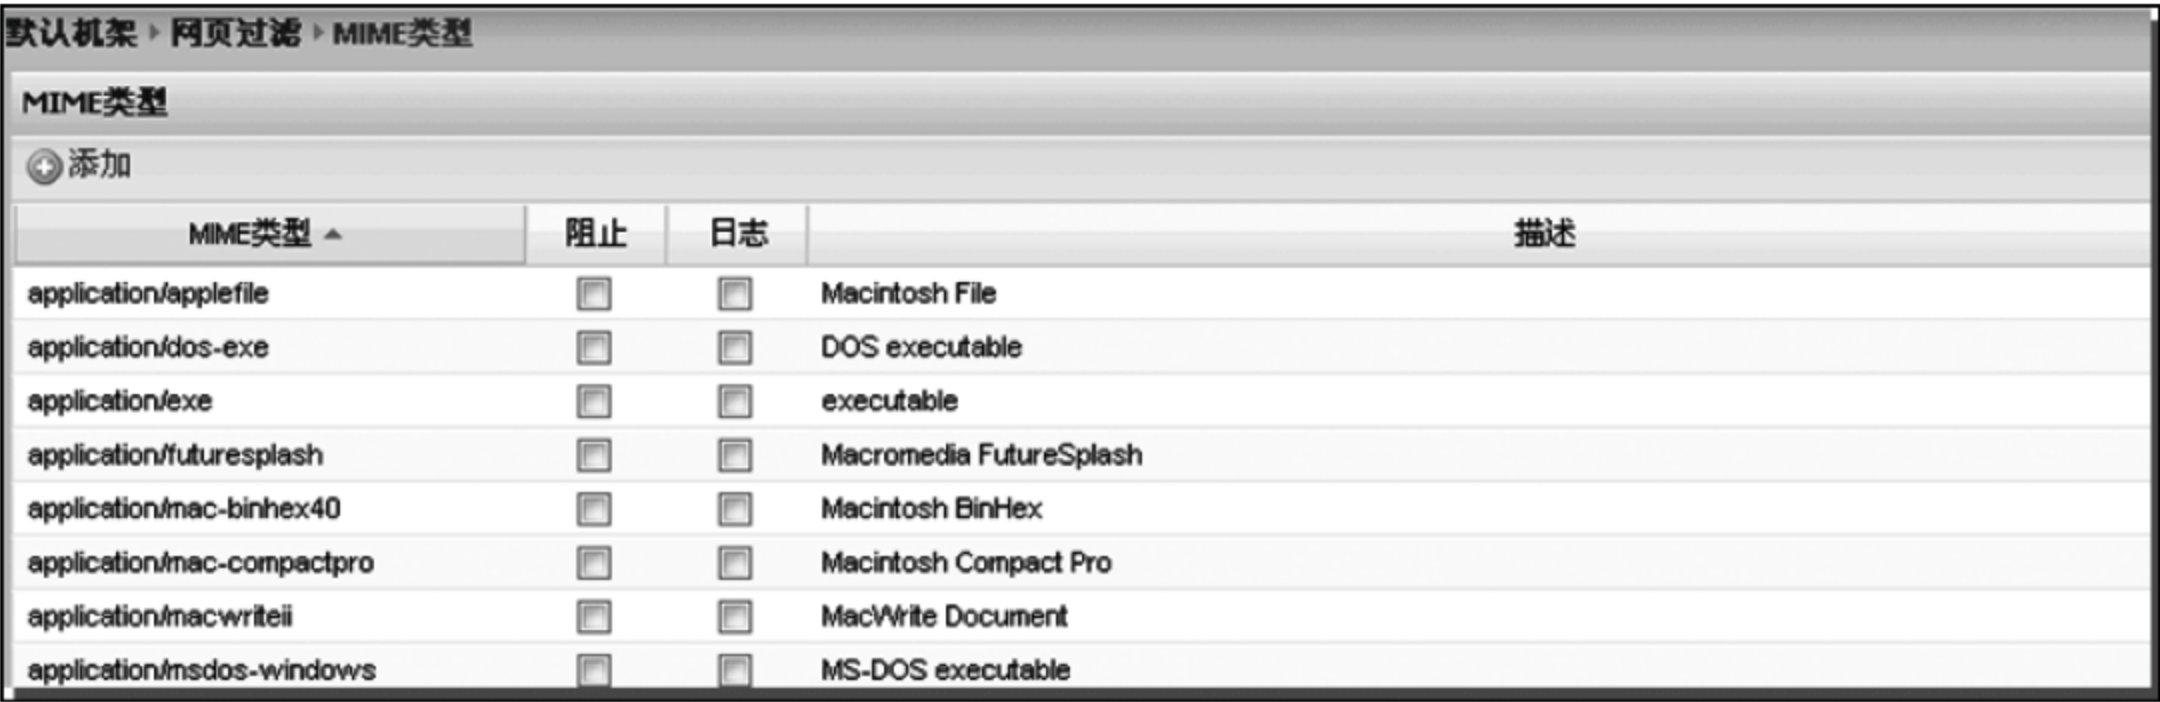 默认机架 网页过滤 MIME类型
MIME类型
添加
MIME类型 阻止 日志 描述
application/applefile Macintosh File
application/dos-exe DOS executable
application/exe executable
application/futuresplash Macromedia FutureSplash
application/mac-binhex40 Macintosh BinHex
application/mac-compactpro Macintosh Compact Pro
application/macwriteii MacWrite Document
application/msdos-windows MS-DOS executable